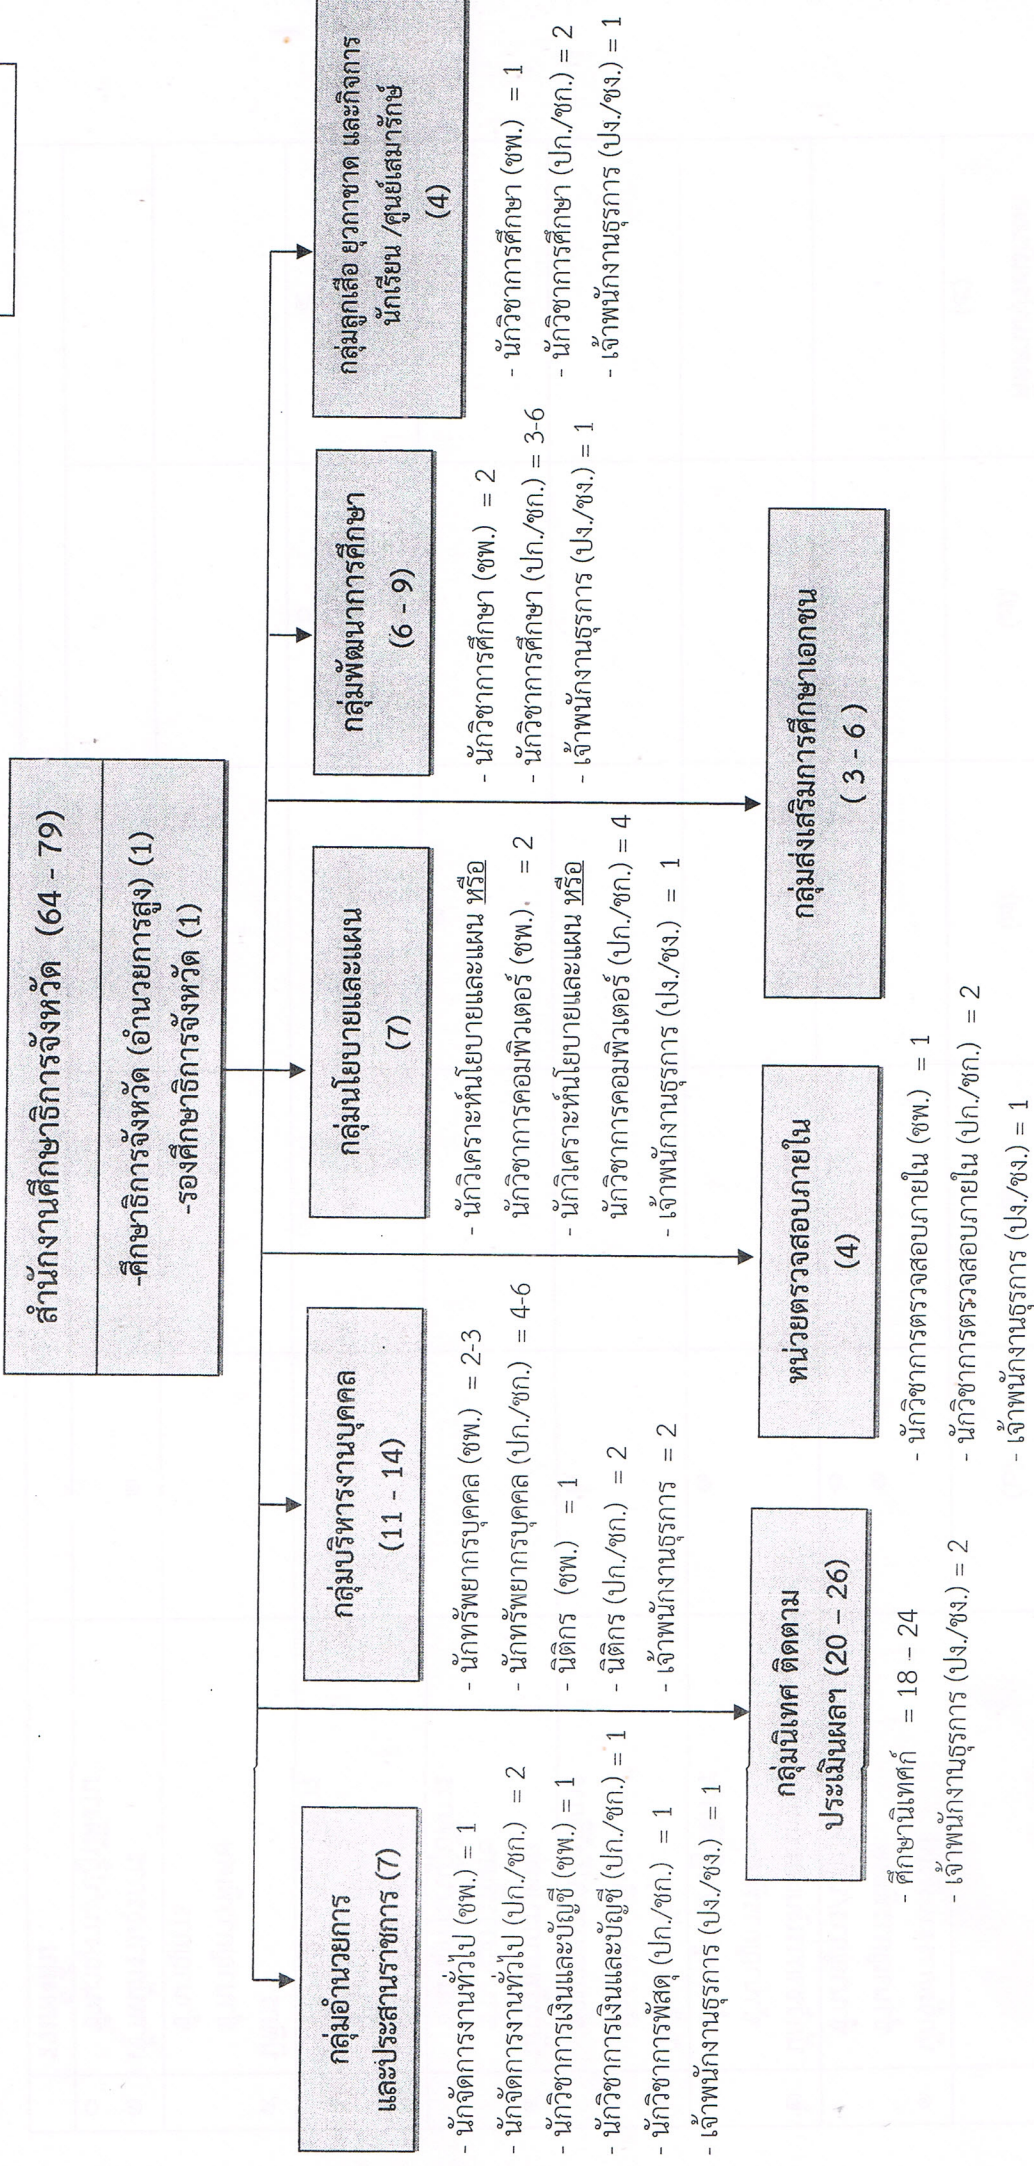 สำนักงานศึกษาธิการจังหวัด (64 - 79)
-ศึกษาธิการจังหวัด (อำนวยการสูง) (1)
-รองศึกษาธิการจังหวัด (1)
กลุ่มอำนวยการ
และประสานราชการ (7)
- นักจัดการงานทั่วไป (ชพ.) = 1
- นักจัดการงานทั่วไป (ปก./ชก.) = 2
- นักวิชาการเงินและบัญชี (ชพ.) = 1
- นักวิชาการเงินและบัญชี (ปก./ชก.) = 1
- นักวิชาการพัสดุ (ปก./ชก.) = 1
- เจ้าพนักงานธุรการ (ปง./ชง.) = 1
กลุ่มบริหารงานบุคคล
(11 - 14)
- นักทรัพยากรบุคคล (ชพ.) = 2-3
- นักทรัพยากรบุคคล (ปก./ชก.) = 4-6
- นิติกร (ชพ.) = 1
- นิติกร (ปก./ชก.) = 2
- เจ้าพนักงานธุรการ = 2
กลุ่มนโยบายและแผน
(7)
- นักวิเคราะห์นโยบายและแผน หรือ
นักวิชาการคอมพิวเตอร์ (ชพ.) = 2
- นักวิเคราะห์นโยบายและแผน หรือ
นักวิชาการคอมพิวเตอร์ (ปก./ชก.) = 4
- เจ้าพนักงานธุรการ (ปง./ชง.) = 1
กลุ่มพัฒนาการศึกษา
(6 - 9)
- นักวิชาการศึกษา (ชพ.) = 2
- นักวิชาการศึกษา (ปก./ชก.) = 3-6
- เจ้าพนักงานธุรการ (ปง./ชง.) = 1
กลุ่มลูกเสือ ยุวกาชาด และกิจการ
นักเรียน /ศูนย์เสมารักษ์
(4)
- นักวิชาการศึกษา (ชพ.) = 1
- นักวิชาการศึกษา (ปก./ชก.) = 2
- เจ้าพนักงานธุรการ (ปง./ชง.) = 1
กลุ่มนิเทศ ติดตาม
ประเมินผลฯ (20 – 26)
- ศึกษานิเทศก์ = 18 – 24
- เจ้าพนักงานธุรการ (ปง./ชง.) = 2
หน่วยตรวจสอบภายใน
(4)
- นักวิชาการตรวจสอบภายใน (ชพ.) = 1
- นักวิชาการตรวจสอบภายใน (ปก./ชก.) = 2
- เจ้าพนักงานธุรการ (ปง./ชง.) = 1
กลุ่มส่งเสริมการศึกษาเอกชน
( 3 - 6 )